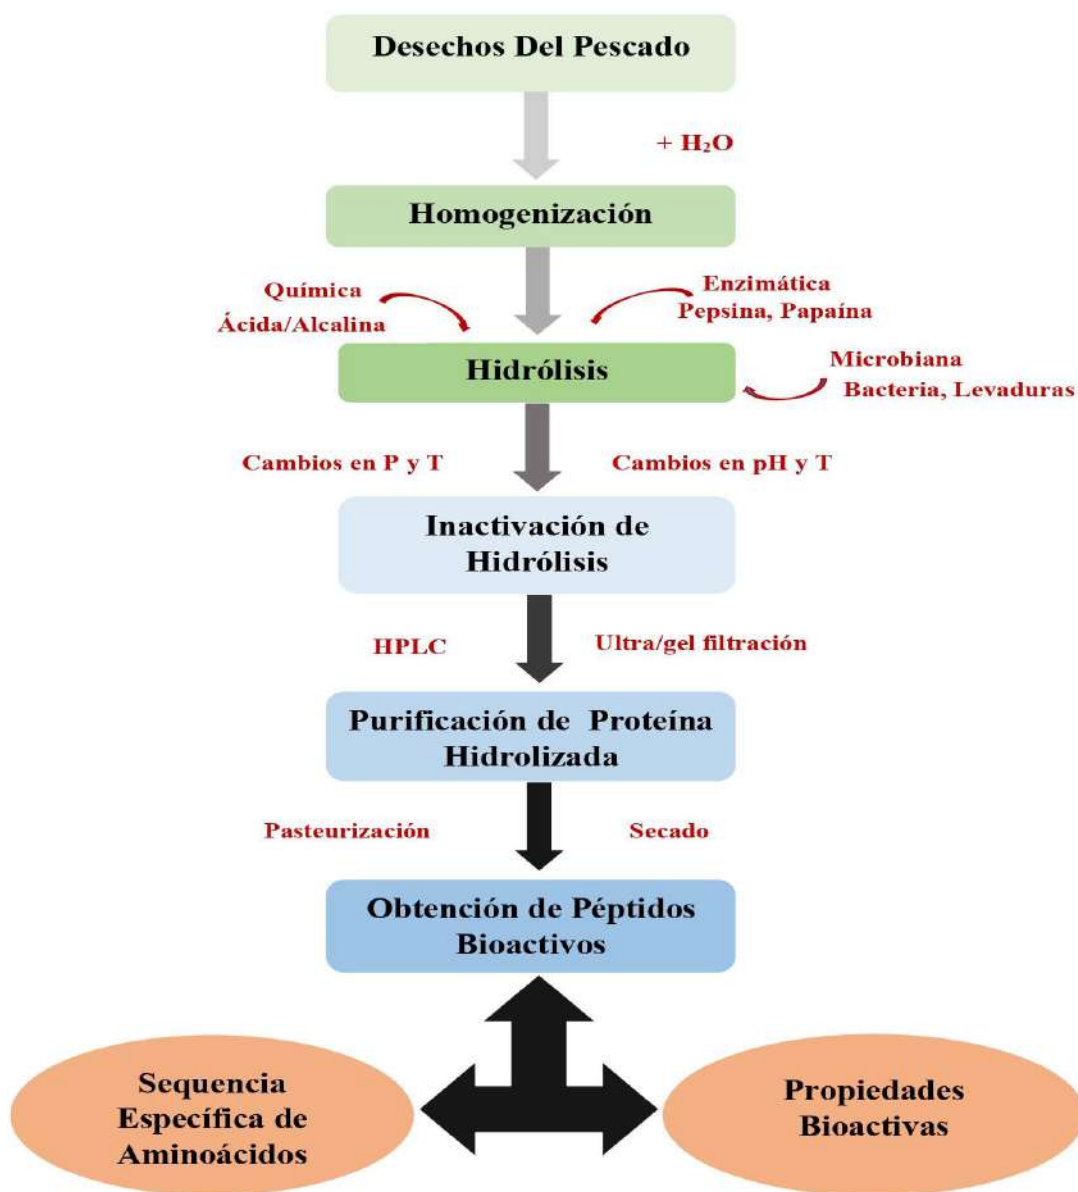 Desechos Del Pescado
+ H₂O
Homogenización
Química
Ácida/Alcalina
Enzimática
Pepsina, Papaína
Hidrólisis
Microbiana
Bacteria, Levaduras
Cambios en P y T
Cambios en pH y T
Inactivación de
Hidrólisis
HPLC
Ultra/gel filtración
Purificación de Proteína
Hidrolizada
Pasteurización
Secado
Obtención de Péptidos
Bioactivos
Sequencia
Específica de
Aminoácidos
Propiedades
Bioactivas